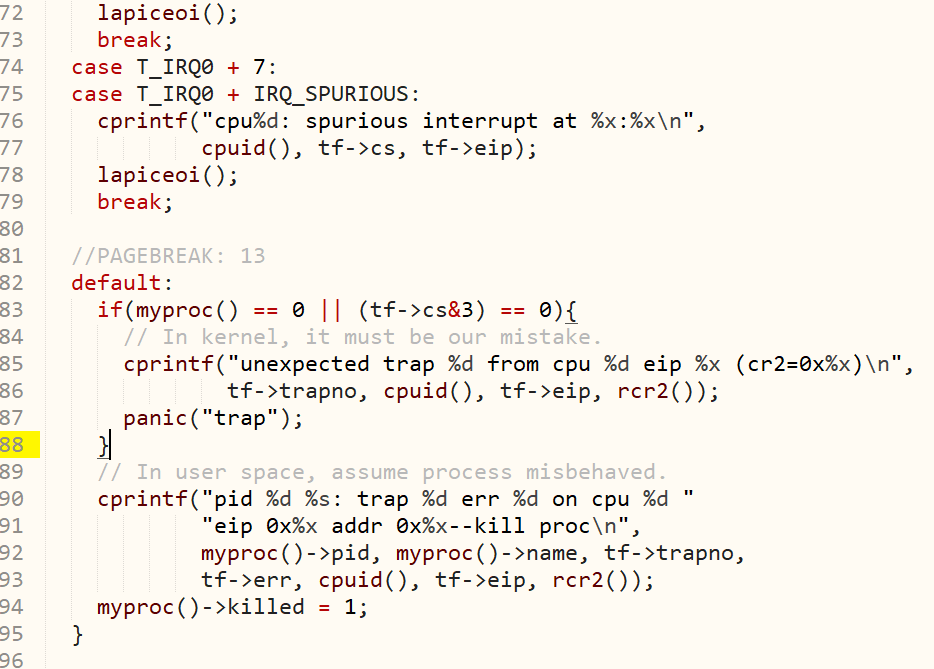 72 lapiceoi();
73 break;
74 case T_IRQ0 + 7:
75 case T_IRQ0 + IRQ_SPURIOUS:
76 cprintf("cpu%d: spurious interrupt at %x:%x\n",
77 cpuid(), tf->cs, tf->eip);
78 lapiceoi();
79 break;
80
81 //PAGEBREAK: 13
82 default:
83 if(myproc() == 0 || (tf->cs&3) == 0){
84 // In kernel, it must be our mistake.
85 cprintf("unexpected trap %d from cpu %d eip %x (cr2=0x%x)\n",
86 tf->trapno, cpuid(), tf->eip, rcr2());
87 panic("trap");
88 }
89 // In user space, assume process misbehaved.
90 cprintf("pid %d %s: trap %d err %d on cpu %d "
91 "eip 0x%x addr 0x%x--kill proc\n",
92 myproc()->pid, myproc()->name, tf->trapno,
93 tf->err, cpuid(), tf->eip, rcr2());
94 myproc()->killed = 1;
95 }
96